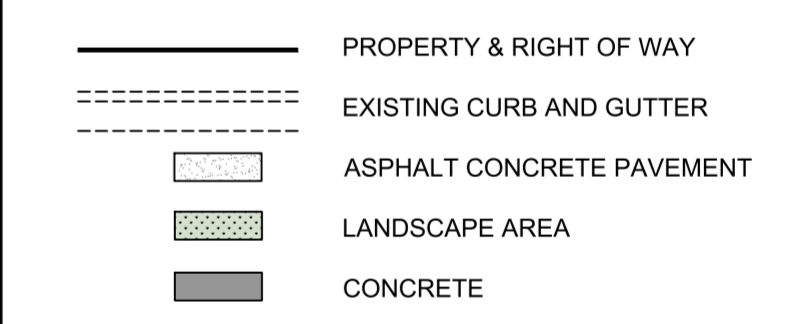 PROPERTY & RIGHT OF WAY
EXISTING CURB AND GUTTER
ASPHALT CONCRETE PAVEMENT
LANDSCAPE AREA
CONCRETE